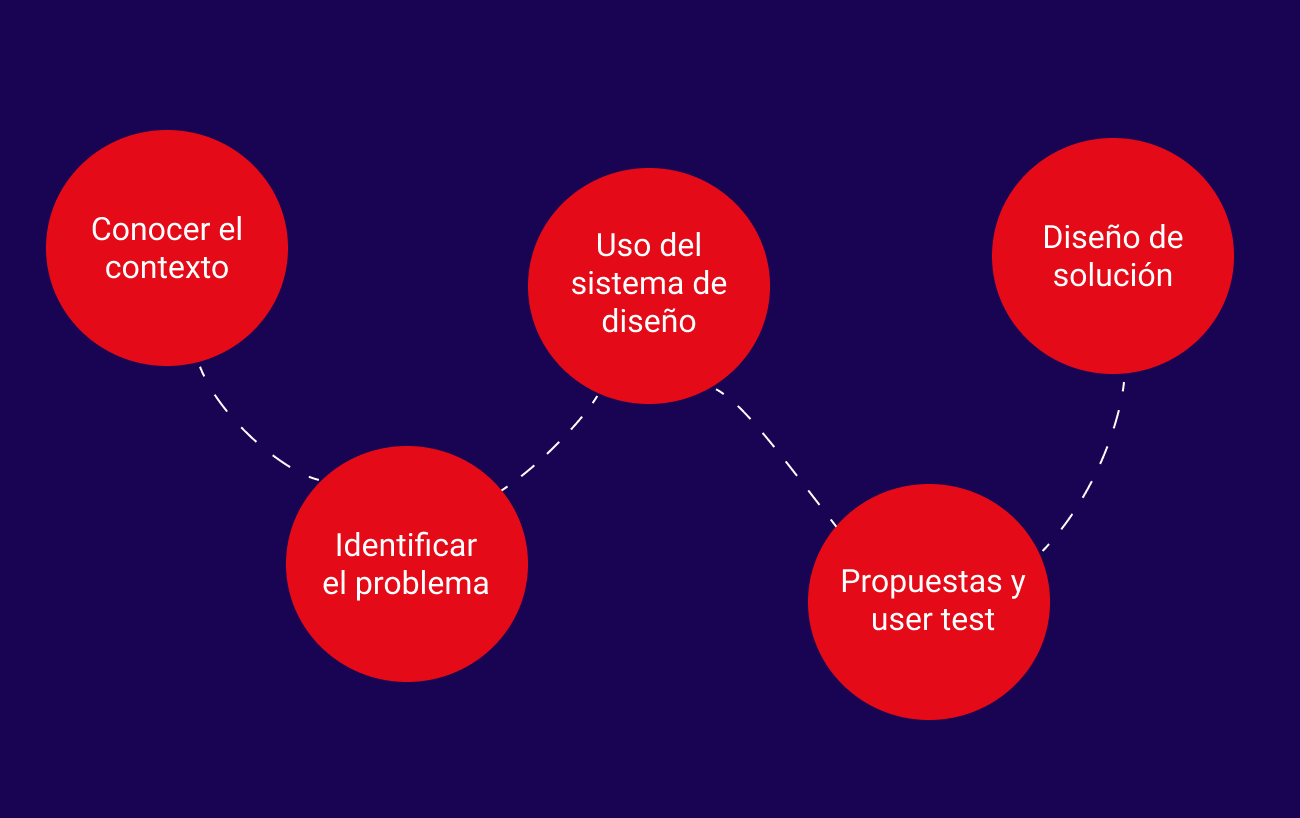 Conocer el
contexto
Identificar
el problema
Uso del
sistema de
diseño
Propuestas y
user test
Diseño de
solución